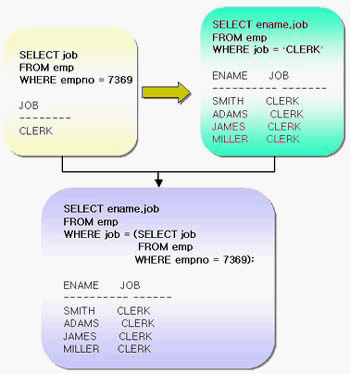 SELECT job
FROM emp
WHERE empno = 7369
JOB
--------
CLERK
SELECT ename,job
FROM emp
WHERE job = 'CLERK'
ENAME JOB
----------- --------
SMITH CLERK
ADAMS CLERK
JAMES CLERK
MILLER CLERK
SELECT ename,job
FROM emp
WHERE job = (SELECT job
FROM emp
WHERE empno = 7369);
ENAME JOB
----------- -------
SMITH CLERK
ADAMS CLERK
JAMES CLERK
MILLER CLERK